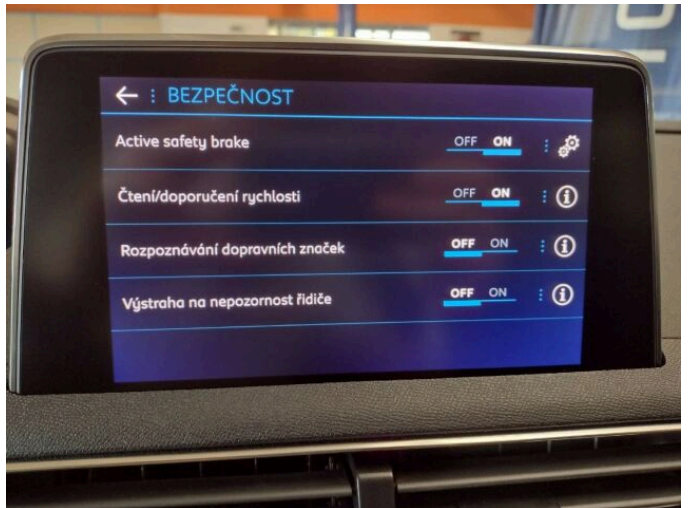 BEZPEČNOST
Active safety brake OFF ON
Čtení/doporučení rychlosti OFF ON
Rozpoznávání dopravních značek OFF ON
Výstraha na nepozornost řidiče OFF ON